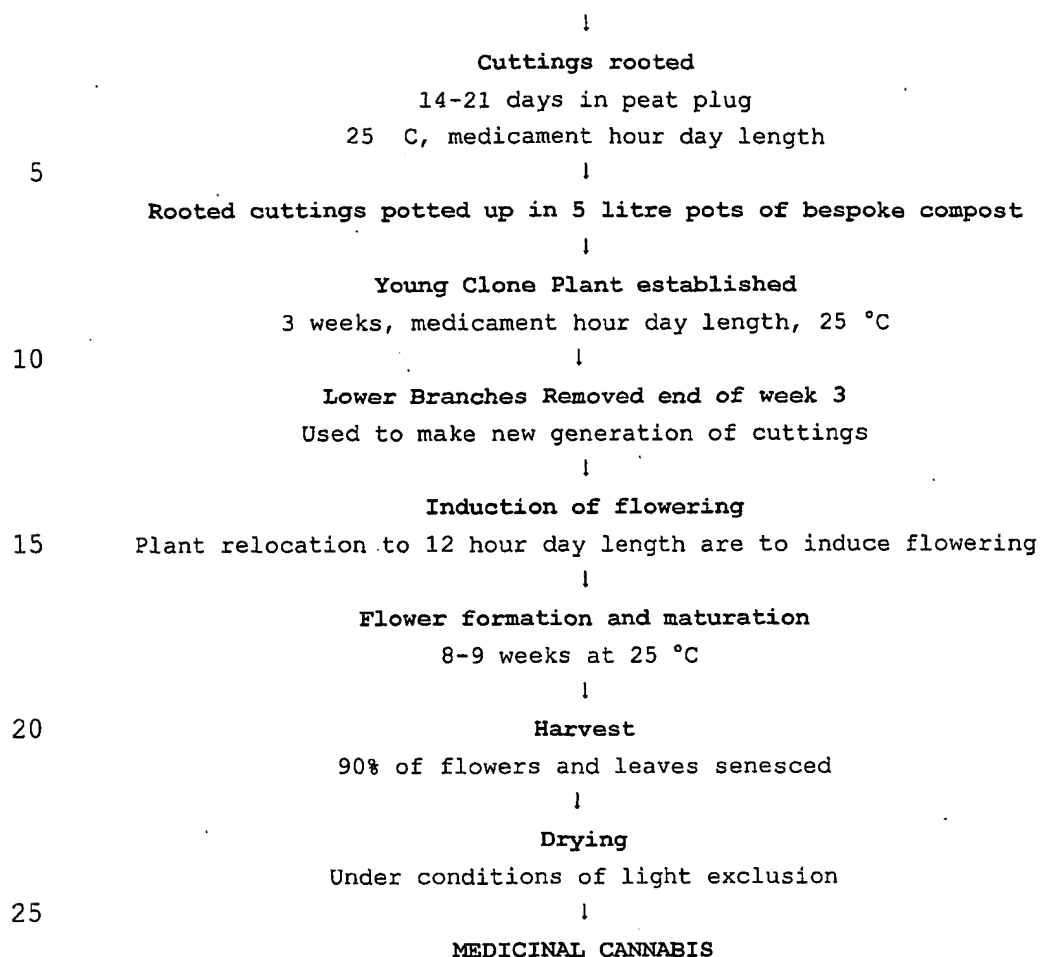 ↓
Cuttings rooted
14-21 days in peat plug
25 C, medicament hour day length
5 ↓
Rooted cuttings potted up in 5 litre pots of bespoke compost
↓
Young Clone Plant established
3 weeks, medicament hour day length, 25 °C
10 ↓
Lower Branches Removed end of week 3
Used to make new generation of cuttings
↓
Induction of flowering
15 Plant relocation to 12 hour day length are to induce flowering
↓
Flower formation and maturation
8-9 weeks at 25 °C
↓
20 Harvest
90% of flowers and leaves senesced
↓
Drying
Under conditions of light exclusion
25 ↓
MEDICINAL CANNABIS